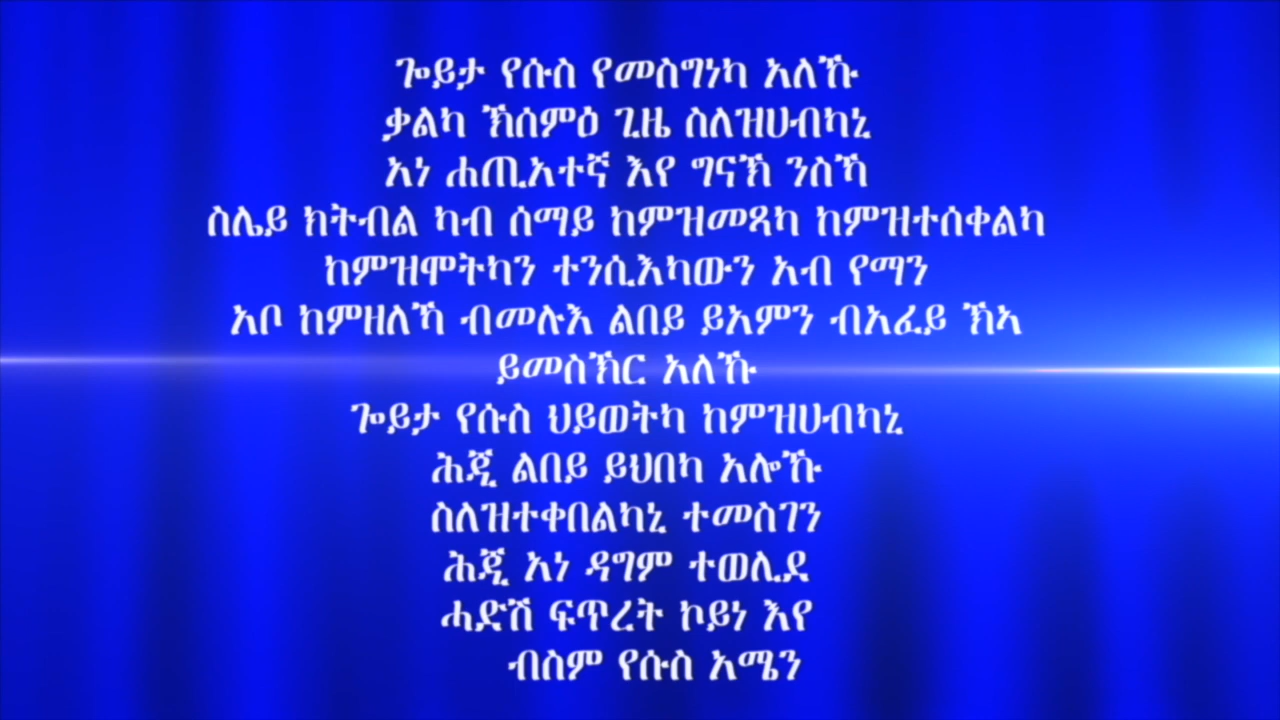 ጐይታ የሱስ የመስግነካ አለኹ
ቃልካ ኽሰምዕ ጊዜ ስለዝሀብካኒ
አነ ሐጢአተኛ እየ ግናኽ ንስኻ
ስሌይ ክትብል ካብ ሰማይ ከምዝመጻካ ከምዝተሰቀልካ
ከምዝሞትካን ተንሲእካውን አብ የማን
አቦ ከምዘለኻ ብመሉእ ልበይ ይአምን ብአፈይ ኽኣ
ይመስኽር አለኹ
ጐይታ የሱስ ህይወትካ ከምዝሀብካኒ
ሕጂ ልበይ ይህበካ አሎኹ
ስለዝተቀበልካኒ ተመስገን
ሕጂ አነ ዳግም ተወሊደ
ሓድሽ ፍጥረት ኮይነ እየ
ብስም የሱስ አሜን